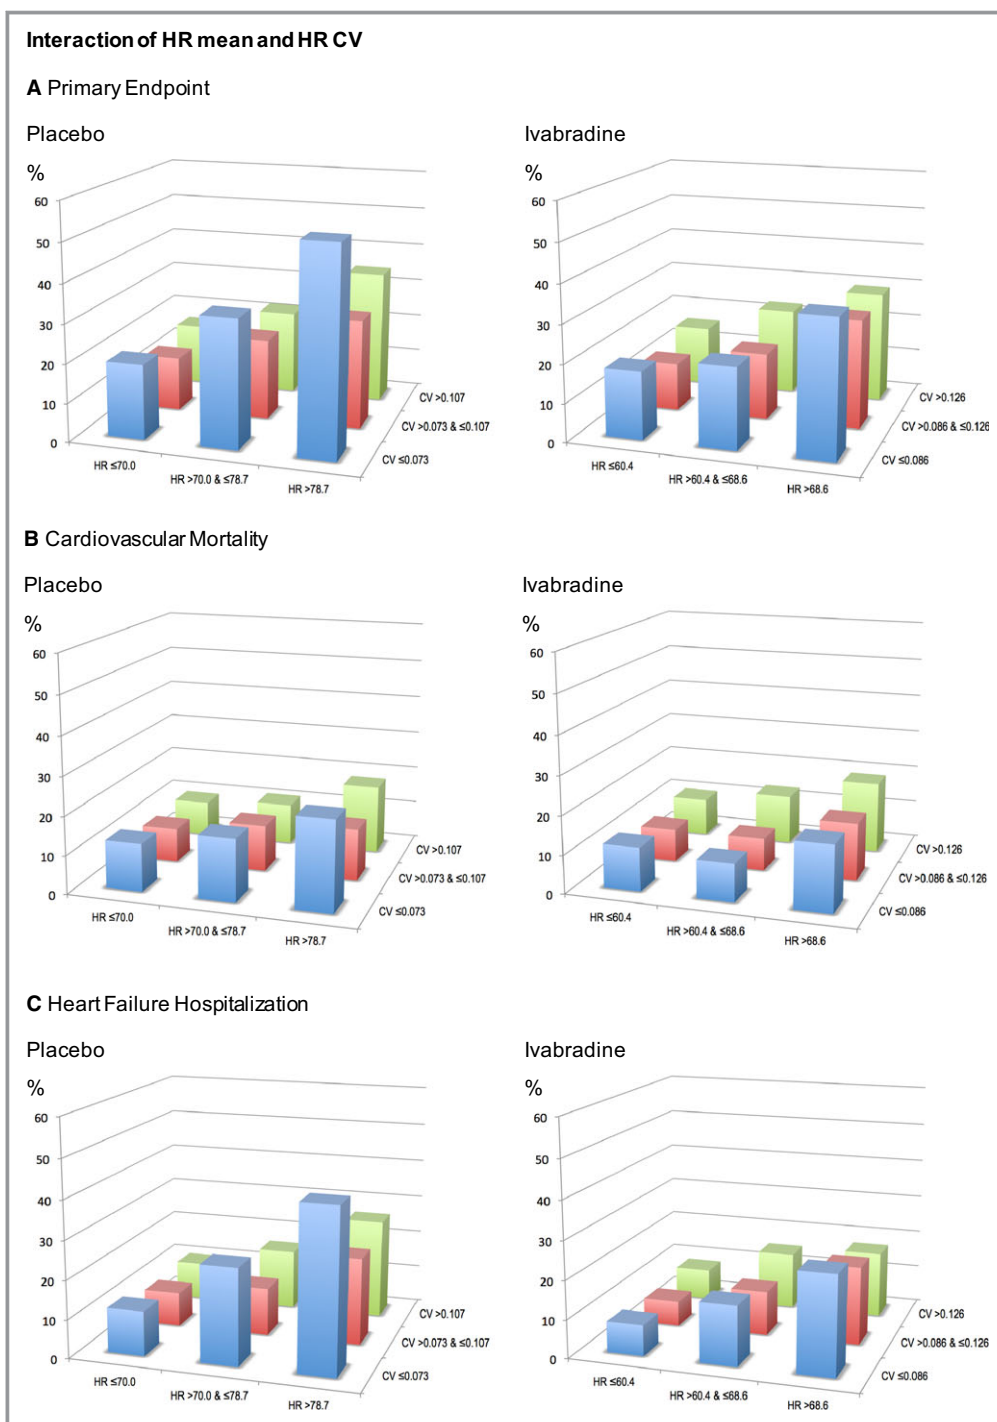 Interaction of HR mean and HR CV
A Primary Endpoint
Placebo
%
60
50
40
30
20
10
0
HR ≤70.0
HR >70.0 & ≤78.7
HR >78.7
CV >0.107
CV >0.073 & ≤0.107
CV ≤0.073
Ivabradine
%
60
50
40
30
20
10
0
HR ≤60.4
HR >60.4 & ≤68.6
HR >68.6
CV >0.126
CV >0.086 & ≤0.126
CV ≤0.086
B Cardiovascular Mortality
Placebo
%
60
50
40
30
20
10
0
HR ≤70.0
HR >70.0 & ≤78.7
HR >78.7
CV >0.107
CV >0.073 & ≤0.107
CV ≤0.073
Ivabradine
%
60
50
40
30
20
10
0
HR ≤60.4
HR >60.4 & ≤68.6
HR >68.6
CV >0.126
CV >0.086 & ≤0.126
CV ≤0.086
C Heart Failure Hospitalization
Placebo
%
60
50
40
30
20
10
0
HR ≤70.0
HR >70.0 & ≤78.7
HR >78.7
CV >0.107
CV >0.073 & ≤0.107
CV ≤0.073
Ivabradine
%
60
50
40
30
20
10
0
HR ≤60.4
HR >60.4 & ≤68.6
HR >68.6
CV >0.126
CV >0.086 & ≤0.126
CV ≤0.086